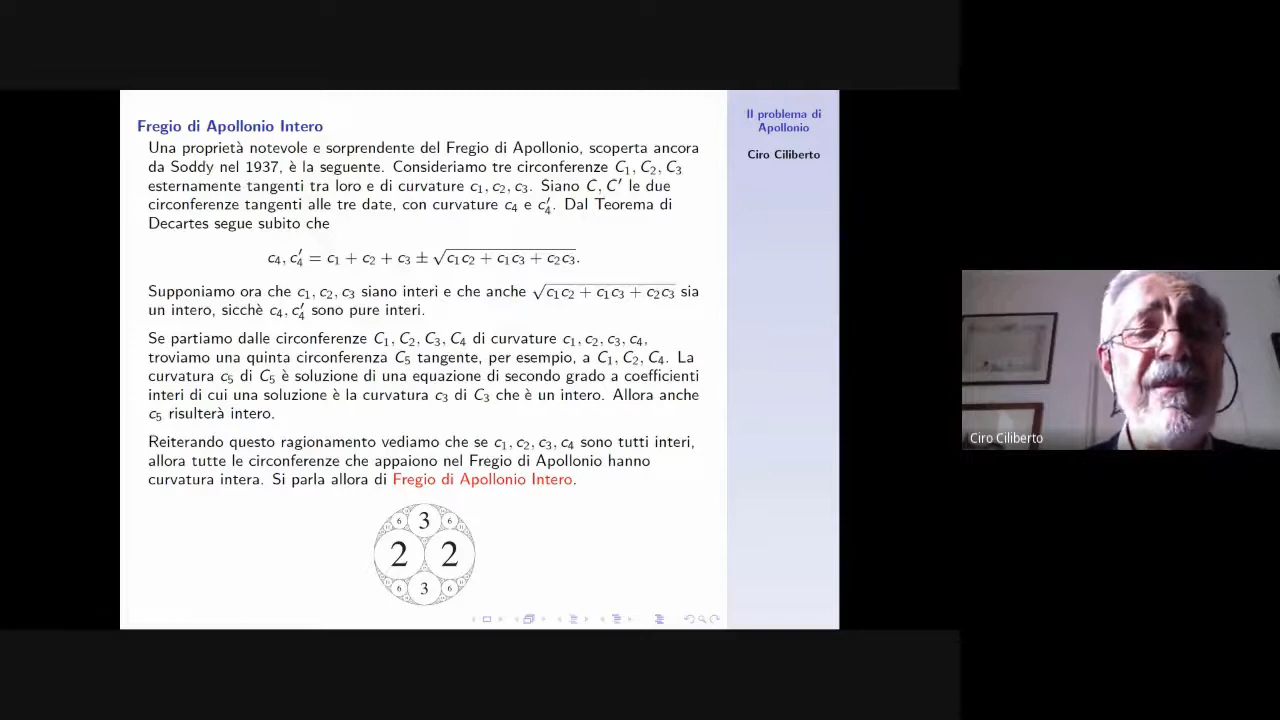 Fregio di Apollonio Intero
Una proprietà notevole e sorprendente del Fregio di Apollonio, scoperta ancora
da Soddy nel 1937, è la seguente. Consideriamo tre circonferenze C₁, C₂, C₃
esternamente tangenti tra loro e di curvature c₁, c₂, c₃. Siano C, C′ le due
circonferenze tangenti alle tre date, con curvature c₄ e c₄′. Dal Teorema di
Decartes segue subito che
c₄, c₄′ = c₁ + c₂ + c₃ ± √(c₁c₂ + c₁c₃ + c₂c₃).
Supponiamo ora che c₁, c₂, c₃ siano interi e che anche √(c₁c₂ + c₁c₃ + c₂c₃) sia
un intero, sicchè c₄, c₄′ sono pure interi.
Se partiamo dalle circonferenze C₁, C₂, C₃, C₄ di curvature c₁, c₂, c₃, c₄,
troviamo una quinta circonferenza C₅ tangente, per esempio, a C₁, C₂, C₄. La
curvatura c₅ di C₅ è soluzione di una equazione di secondo grado a coefficienti
interi di cui una soluzione è la curvatura c₃ di C₃ che è un intero. Allora anche
c₅ risulterà intero.
Reiterando questo ragionamento vediamo che se c₁, c₂, c₃, c₄ sono tutti interi,
allora tutte le circonferenze che appaiono nel Fregio di Apollonio hanno
curvatura intera. Si parla allora di Fregio di Apollonio Intero.
6 3 6
2 2
6 3 6
Il problema di
Apollonio
Ciro Ciliberto
Ciro Ciliberto